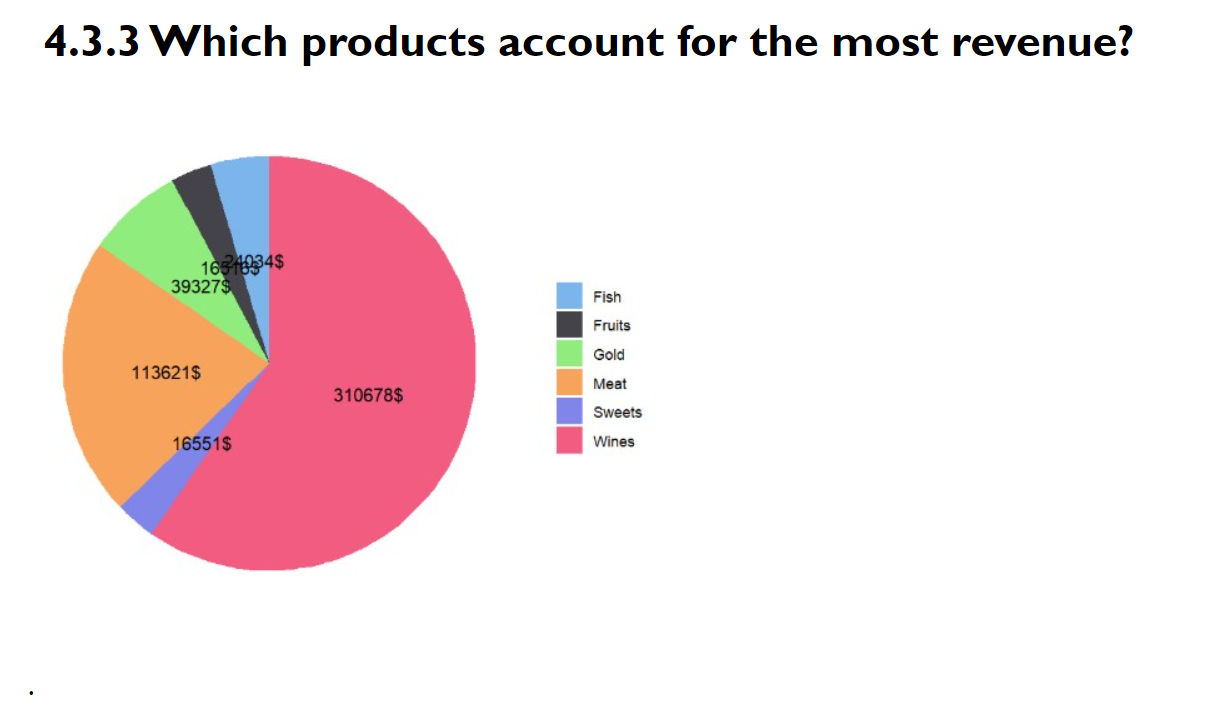 4.3.3 Which products account for the most revenue?
24034$
39327$
113621$
310678$
16551$
Fish
Fruits
Gold
Meat
Sweets
Wines
.